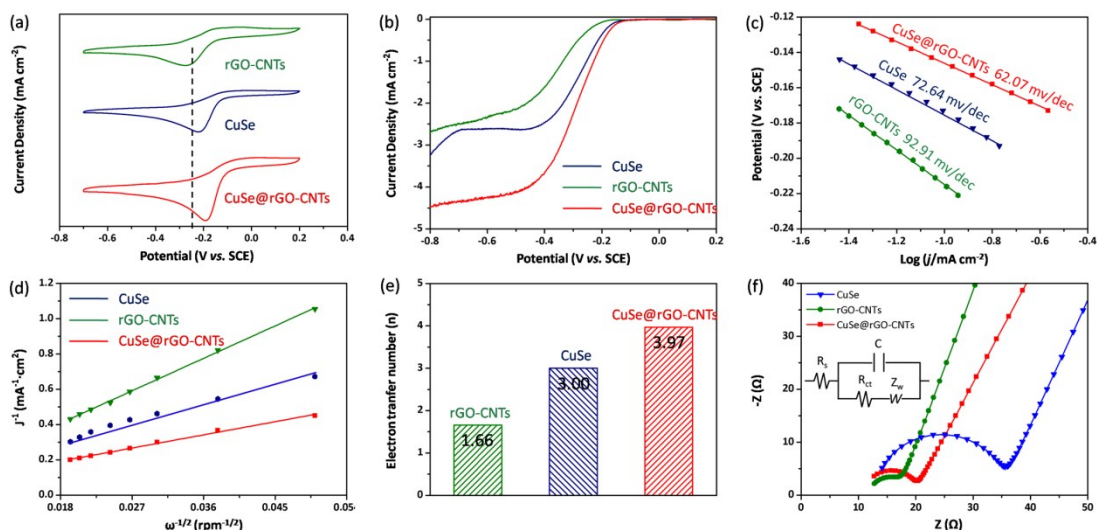 (a)
Current Density (mA cm⁻²)
rGO-CNTs
CuSe
CuSe@rGO-CNTs
-0.8 -0.6 -0.4 -0.2 0.0 0.2 0.4
Potential (V vs. SCE)
(b)
Current Density (mA cm⁻²)
0
-1
-2
-3
-4
-5
CuSe
rGO-CNTs
CuSe@rGO-CNTs
-0.8 -0.6 -0.4 -0.2 0.0 0.2
Potential (V vs. SCE)
(c)
Potential (V vs. SCE)
-0.12
-0.14
-0.16
-0.18
-0.20
-0.22
-0.24
CuSe@rGO-CNTs 62.07 mv/dec
CuSe 72.64 mv/dec
rGO-CNTs 92.91 mv/dec
-1.6 -1.4 -1.2 -1.0 -0.8 -0.6 -0.4
Log (j/mA cm⁻²)
(d)
J⁻¹ (mA⁻¹·cm²)
1.2
1.0
0.8
0.6
0.4
0.2
0.0
CuSe
rGO-CNTs
CuSe@rGO-CNTs
0.018 0.027 0.036 0.045 0.05
ω⁻¹/² (rpm⁻¹/²)
(e)
Electron tranfer number (n)
5
4
3
2
1
0
rGO-CNTs
1.66
CuSe
3.00
CuSe@rGO-CNTs
3.97
(f)
-Z (Ω)
-40
40
30
20
10
0
CuSe
rGO-CNTs
CuSe@rGO-CNTs
Rs
C
Rct
Zw
0 10 20 30 40 50
Z (Ω)